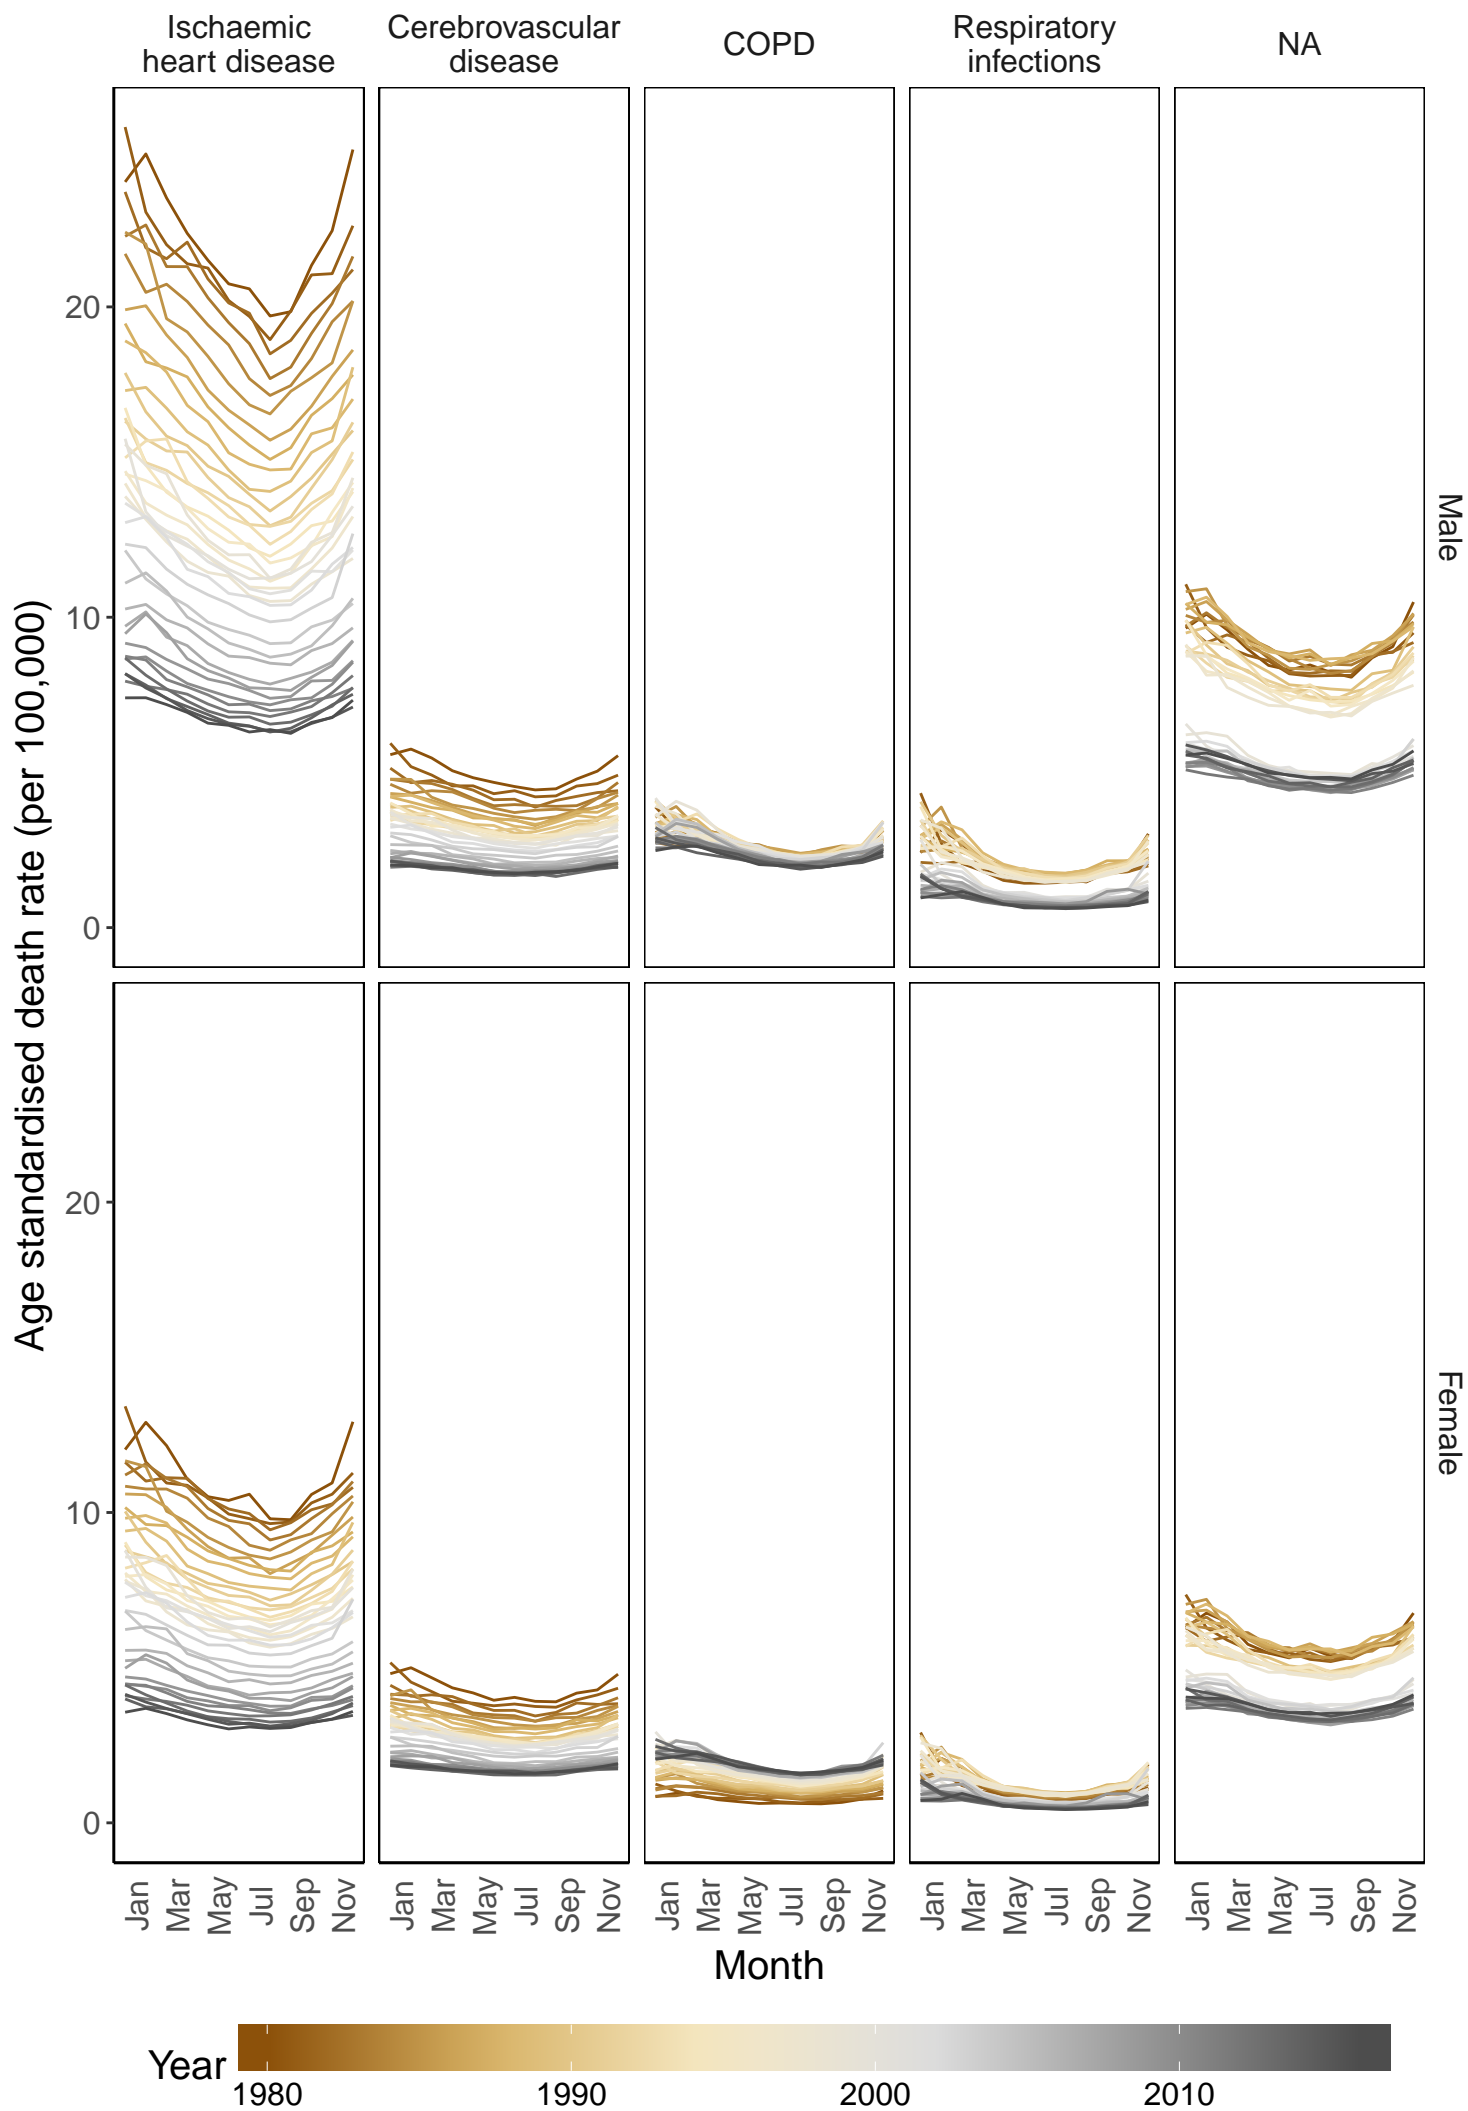 Ischaemic
heart disease
Cerebrovascular
disease
COPD
Respiratory
infections
NA
Age standardised death rate (per 100,000)
20
10
0
Male
20
10
0
Female
Jan Mar May Jul Sep Nov
Jan Mar May Jul Sep Nov
Jan Mar May Jul Sep Nov
Jan Mar May Jul Sep Nov
Jan Mar May Jul Sep Nov
Month
Year
1980 1990 2000 2010